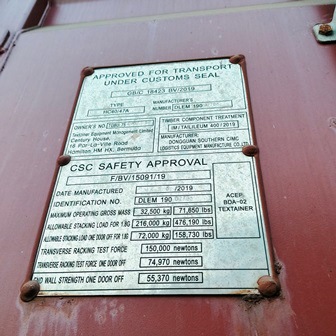 APPROVED FOR TRANSPORT
UNDER CUSTOMS SEAL
GB/C 18423 BV/2019
TYPE
HC60/47A
MANUFACTURER'S
NUMBER DLEM 190
OWNER'S NO
Textainer Equipment Management Limited
Century House,
16 Par-La-Ville Road
Hamilton HM HX, Bermuda
TIMBER COMPONENT TREATMENT
IM/TAILILEUM 400/2019
MANUFACTURER OF
DONGGUAN SOUTHERN CIMC
LOGISTICS EQUIPMENT MANUFACTURE CO.,LTD
CSC SAFETY APPROVAL
F/BV/15091/19
DATE MANUFACTURED /2019
IDENTIFICATION NO. DLEM 190
MAXIMUM OPERATING GROSS MASS 32,500 kg 71,650 lbs
ALLOWABLE STACKING LOAD FOR 1.8G 216,000 kg 476,190 lbs
ALLOWABLE STACKING LOAD ONE DOOR OFF FOR 1.8G 72,000 kg 158,730 lbs
TRANSVERSE RACKING TEST FORCE 150,000 newtons
TRANSVERSE RACKING TEST FORCE ONE DOOR OFF 74,970 newtons
END WALL STRENGTH ONE DOOR OFF 55,370 newtons
ACEP
BDA-02
TEXTAINER